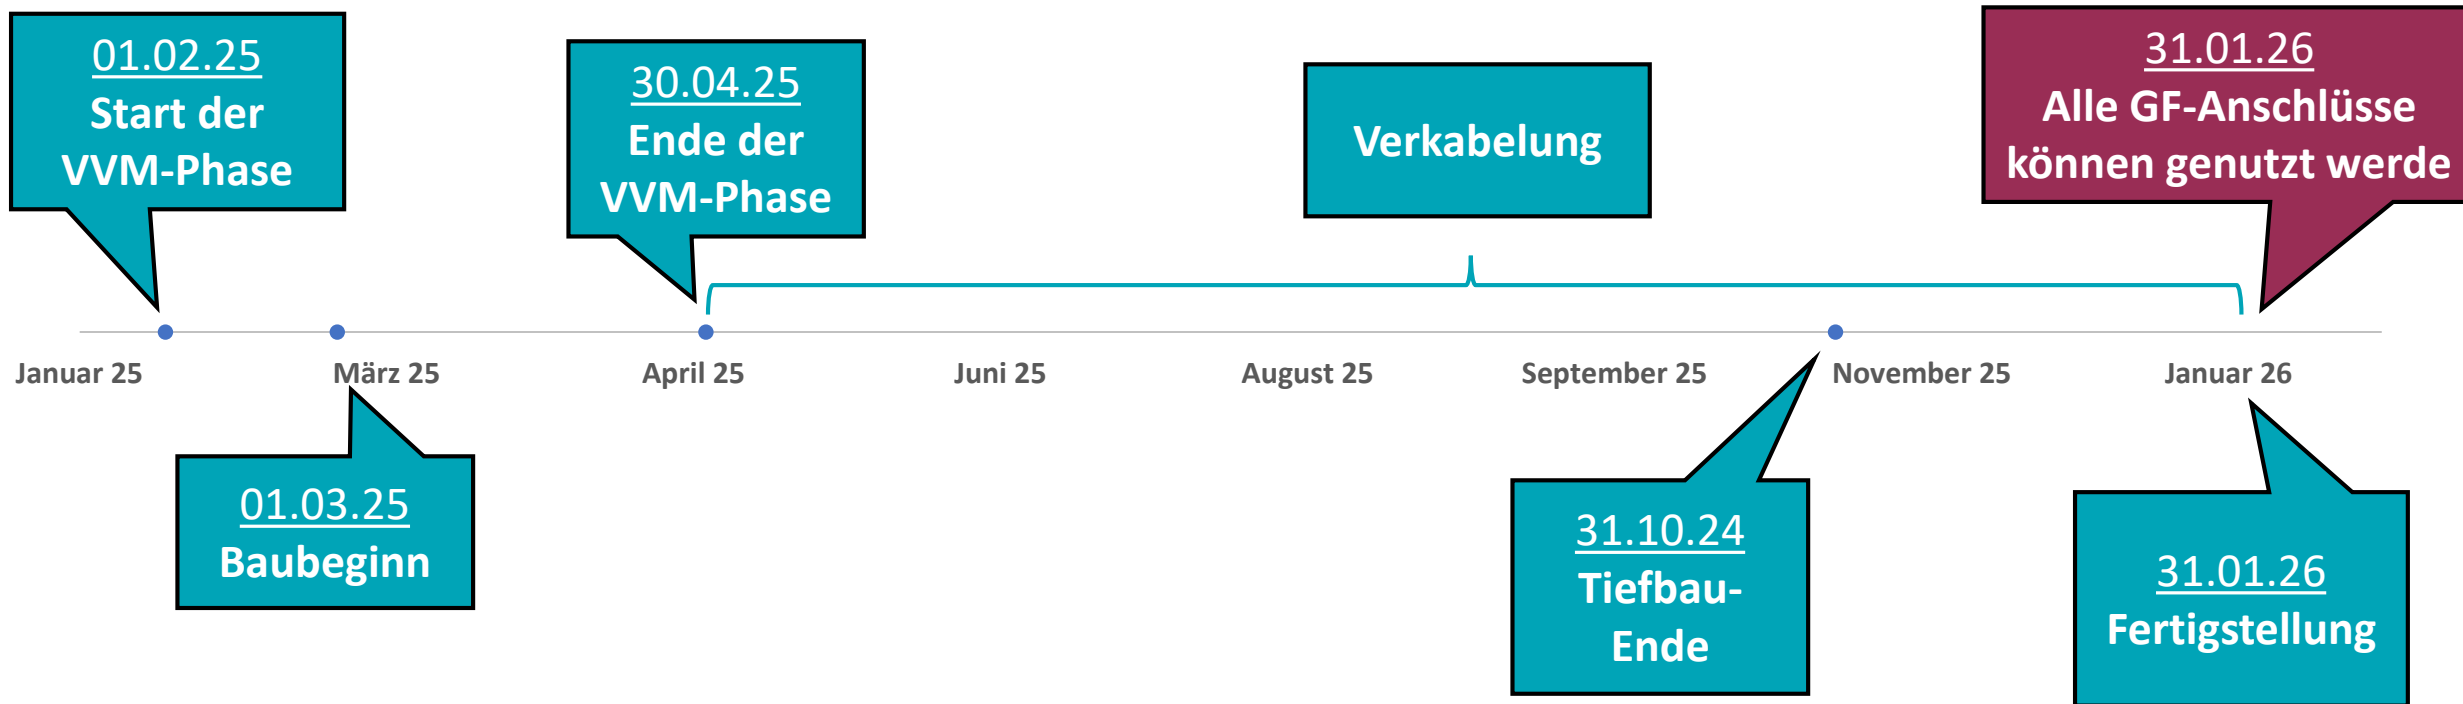 01.02.25
Start der
VVM-Phase
30.04.25
Ende der
VVM-Phase
Verkabelung
31.01.26
Alle GF-Anschlüsse
können genutzt werde
Januar 25
März 25
April 25
Juni 25
August 25
September 25
November 25
Januar 26
01.03.25
Baubeginn
31.10.24
Tiefbau-
Ende
31.01.26
Fertigstellung